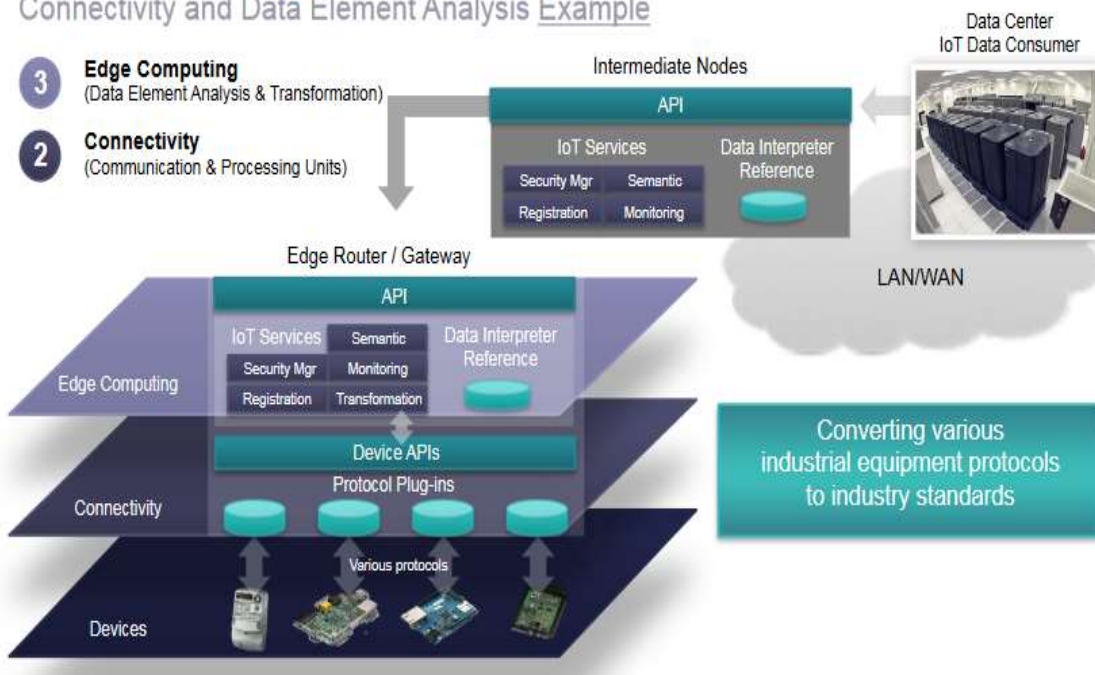 Connectivity and Data Element Analysis Example
3
Edge Computing
(Data Element Analysis & Transformation)
2
Connectivity
(Communication & Processing Units)
Data Center
IoT Data Consumer
Intermediate Nodes
API
IoT Services
Data Interpreter
Reference
Security Mgr
Semantic
Registration
Monitoring
LAN/WAN
Edge Router / Gateway
API
IoT Services
Semantic
Data Interpreter
Reference
Security Mgr
Monitoring
Registration
Transformation
Edge Computing
Device APIs
Protocol Plug-ins
Connectivity
Various protocols
Devices
Converting various
industrial equipment protocols
to industry standards